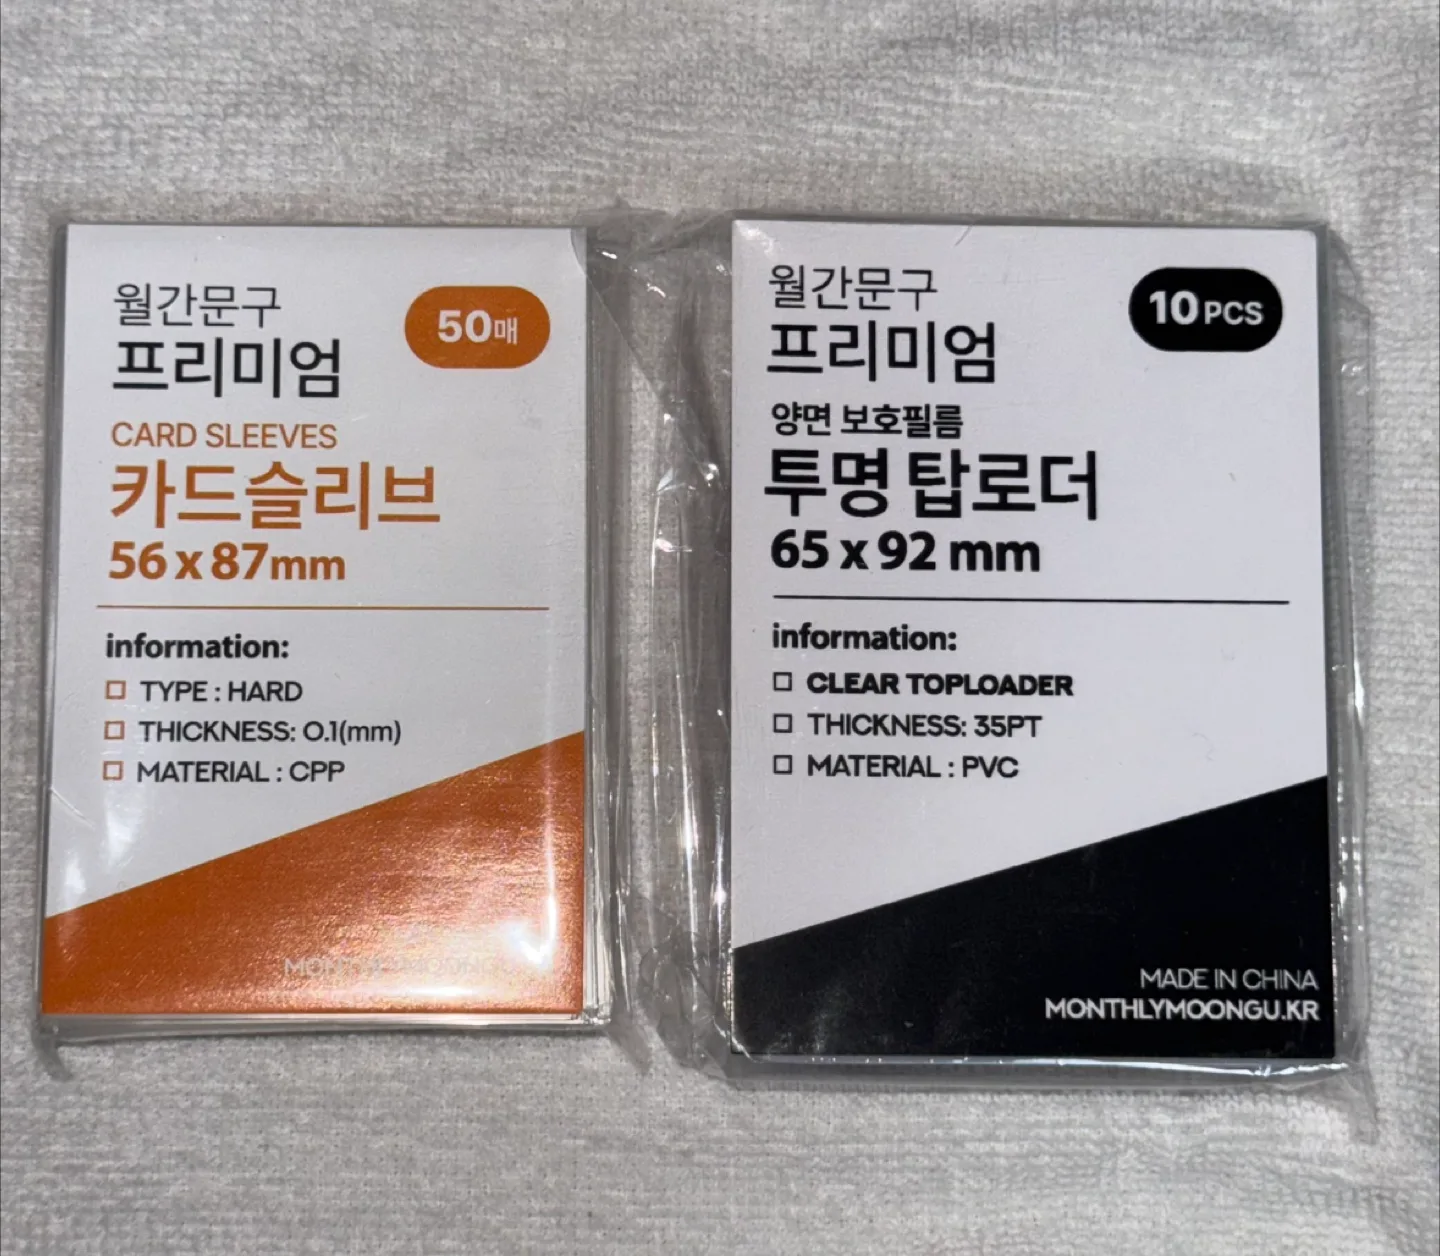 월간문구
프리미엄
50매
CARD SLEEVES
카드슬리브
56 x 87mm
information:
TYPE : HARD
THICKNESS: 0.1(mm)
MATERIAL : CPP
월간문구
프리미엄
10 PCS
양면 보호필름
투명 탑로더
65 x 92 mm
information:
CLEAR TOPLOADER
THICKNESS: 35PT
MATERIAL : PVC
MADE IN CHINA
MONTHLYMOONGU.KR